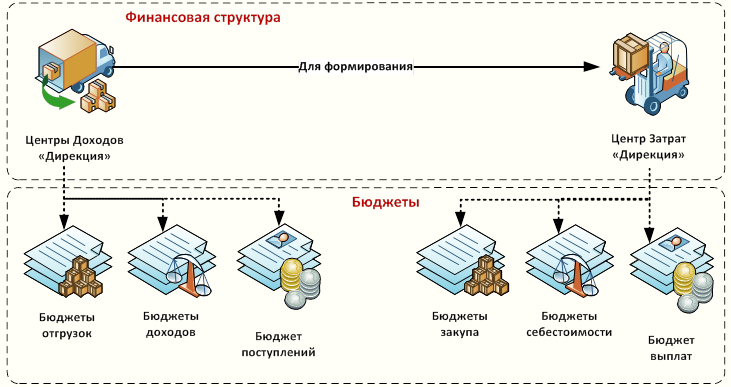 Финансовая структура
Для формирования
Центры Доходов
«Дирекция»
Центр Затрат
«Дирекция»
Бюджеты
Бюджеты
отгрузок
Бюджеты
доходов
Бюджет
поступлений
Бюджеты
закупа
Бюджеты
себестоимости
Бюджет
выплат